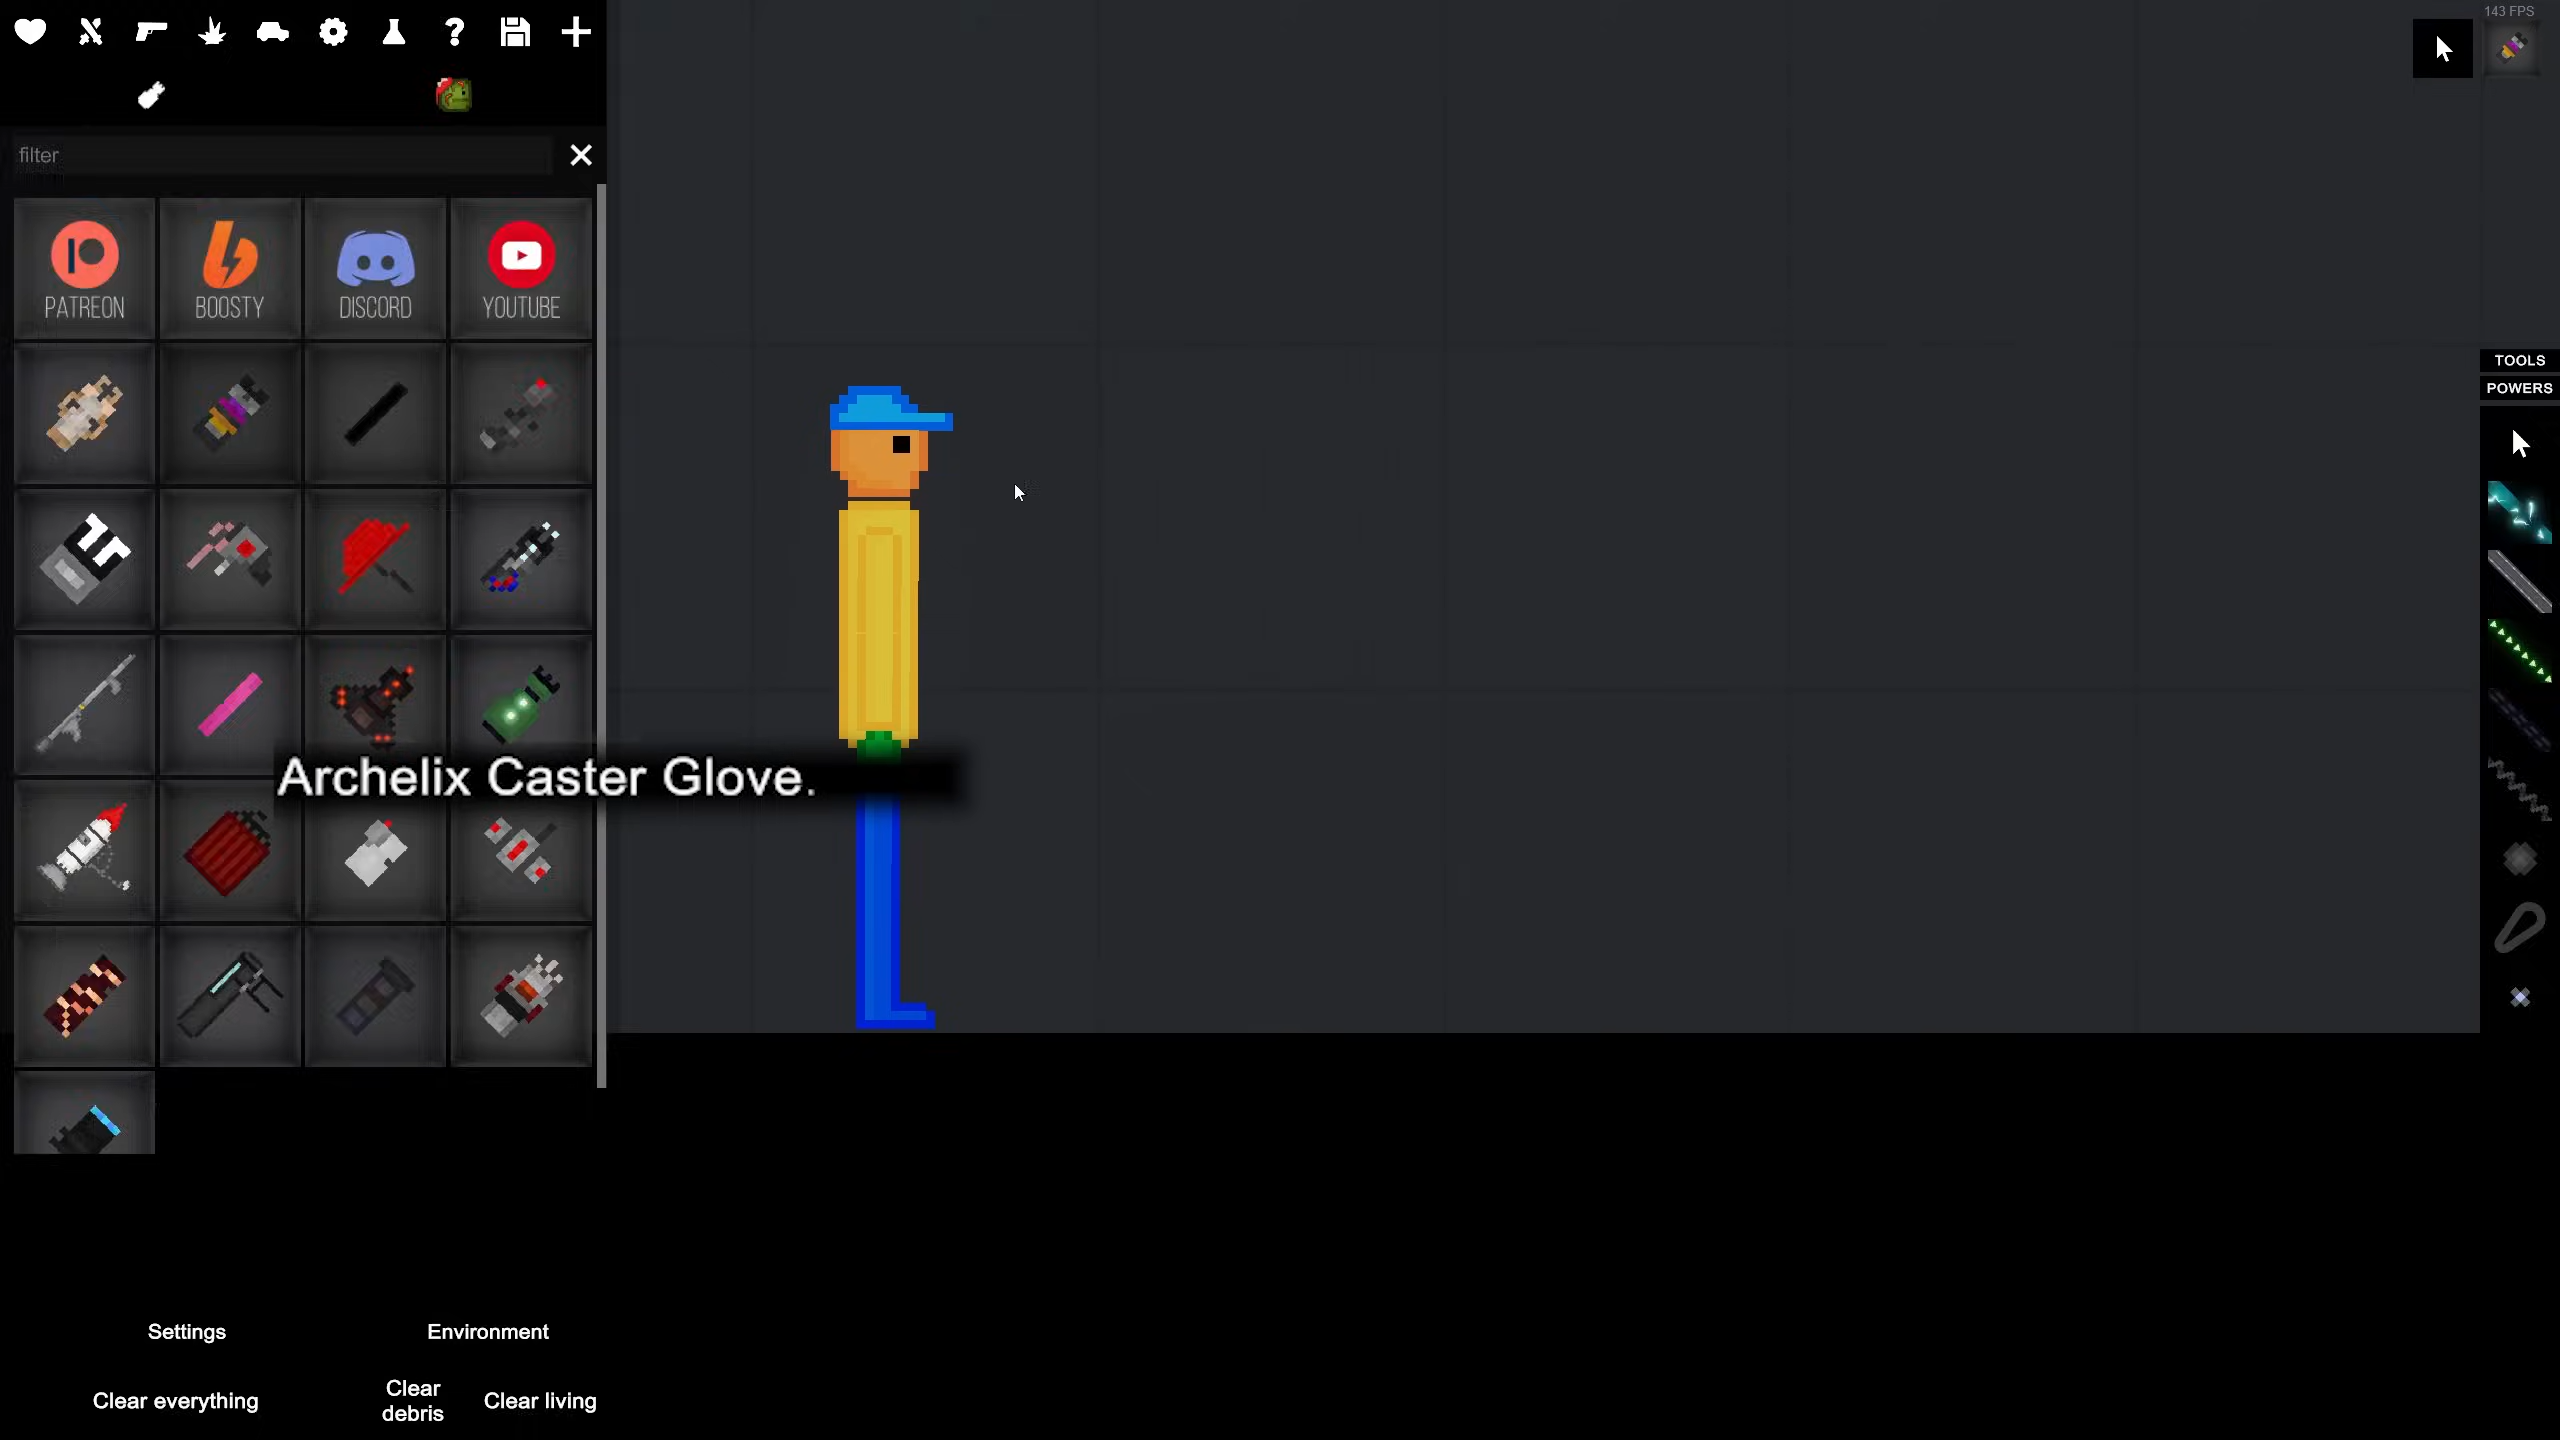 143 FPS
filter
PATREON
BOOSTY
DISCORD
YOUTUBE
TOOLS
POWERS
Archelix Caster Glove.
Settings
Environment
Clear everything
Clear
debris
Clear living